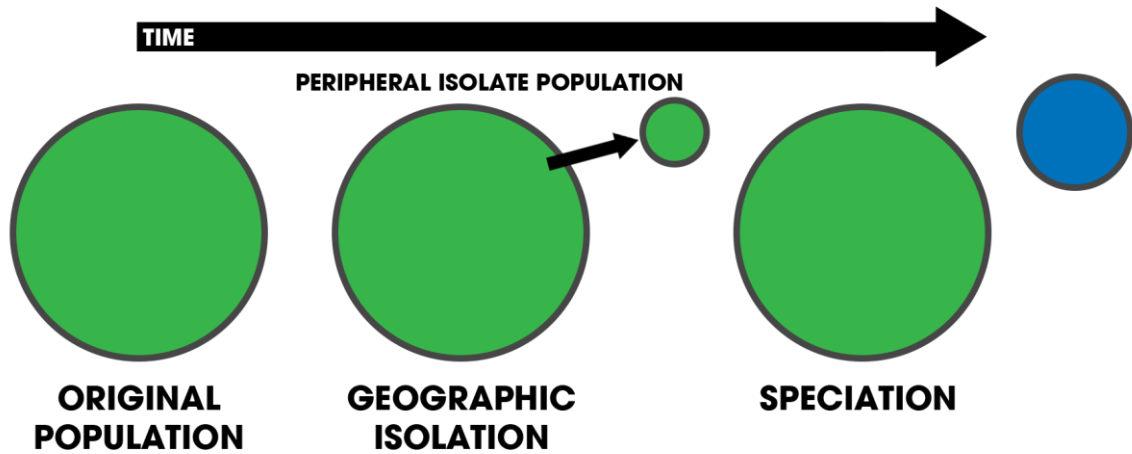 TIME
PERIPHERAL ISOLATE POPULATION
ORIGINAL
POPULATION
GEOGRAPHIC
ISOLATION
SPECIATION